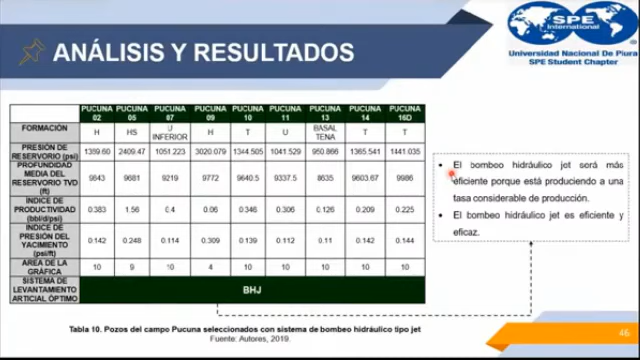 ANÁLISIS Y RESULTADOS
SPE International
Universidad Nacional De Piura
SPE Student Chapter
PUCUNA 02 PUCUNA 05 PUCUNA 07 PUCUNA 09 PUCUNA 10 PUCUNA 11 PUCUNA 13 PUCUNA 14 PUCUNA 16D
FORMACIÓN H HS U INFERIOR H T U BASAL TENA T T
PRESIÓN DE RESERVORIO (psi) 1389.60 2409.47 1051.223 3020.079 1344.505 1041.529 950.866 1365.541 1441.035
PROFUNDIDAD MEDIA DEL RESERVORIO TVD (ft) 9843 9681 9219 9772 9640.5 9337.5 8635 9603.67 9986
ÍNDICE DE PRODUCTIVIDAD (bbl/d/psi) 0.383 1.56 0.4 0.06 0.346 0.306 0.126 0.209 0.225
ÍNDICE DE PRESIÓN DEL YACIMIENTO (psi/ft) 0.142 0.248 0.114 0.309 0.139 0.112 0.11 0.142 0.144
ÁREA DE LA GRÁFICA 10 9 10 4 10 10 10 10 10
SISTEMA DE LEVANTAMIENTO ARTICIAL ÓPTIMO BHJ
• El bombeo hidráulico jet será más
eficiente porque está produciendo a una
tasa considerable de producción.
• El bombeo hidráulico jet es eficiente y
eficaz.
Tabla 10. Pozos del campo Pucuna seleccionados con sistema de bombeo hidráulico tipo jet
Fuente: Autores, 2019.
46